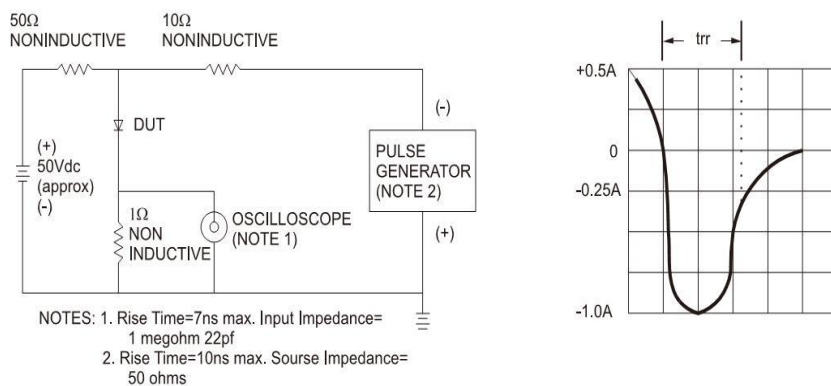 50Ω
NONINDUCTIVE
10Ω
NONINDUCTIVE
(+)
50Vdc
(approx)
(-)
DUT
1Ω
NON
INDUCTIVE
OSCILLOSCOPE
(NOTE 1)
(-)
PULSE
GENERATOR
(NOTE 2)
(+)
NOTES: 1. Rise Time=7ns max. Input Impedance=
1 megohm 22pf
2. Rise Time=10ns max. Sourse Impedance=
50 ohms
trr
+0.5A
0
-0.25A
-1.0A